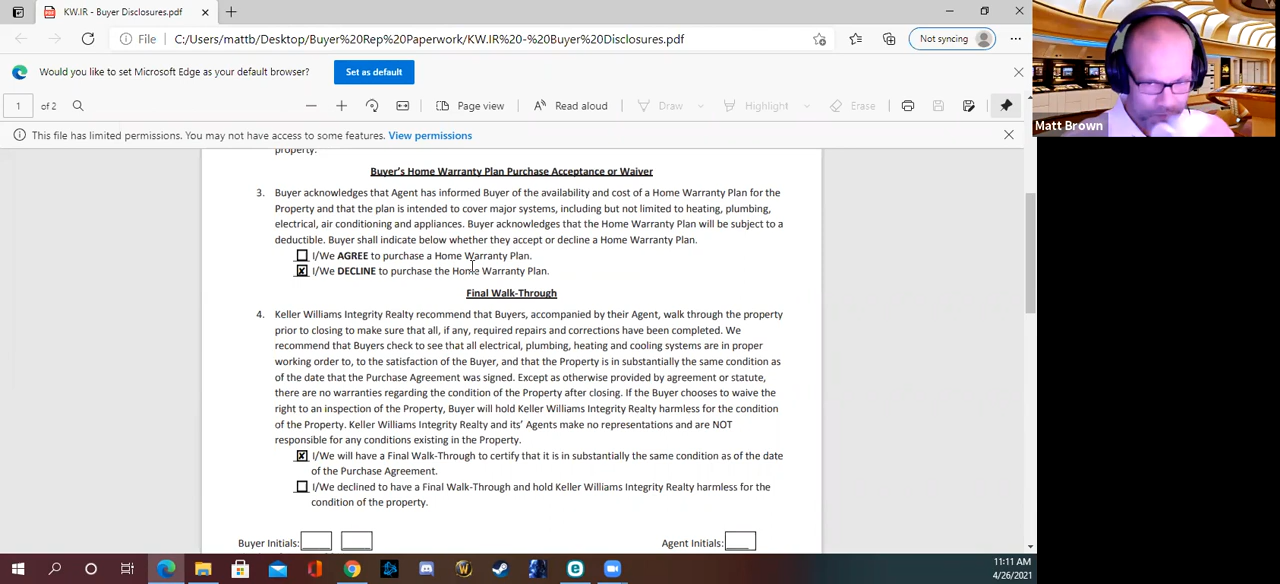 KW.IR - Buyer Disclosures.pdf
File C:/Users/mattb/Desktop/Buyer%20Rep%20Paperwork/KW.IR%20-%20Buyer%20Disclosures.pdf Not syncing
Would you like to set Microsoft Edge as your default browser? Set as default
1 of 2 Page view Read aloud Draw Highlight Erase
Matt Brown
This file has limited permissions. You may not have access to some features. View permissions
property.
Buyer's Home Warranty Plan Purchase Acceptance or Waiver
3. Buyer acknowledges that Agent has informed Buyer of the availability and cost of a Home Warranty Plan for the
Property and that the plan is intended to cover major systems, including but not limited to heating, plumbing,
electrical, air conditioning and appliances. Buyer acknowledges that the Home Warranty Plan will be subject to a
deductible. Buyer shall indicate below whether they accept or decline a Home Warranty Plan.
I/We AGREE to purchase a Home Warranty Plan.
I/We DECLINE to purchase the Home Warranty Plan.
Final Walk-Through
4. Keller Williams Integrity Realty recommend that Buyers, accompanied by their Agent, walk through the property
prior to closing to make sure that all, if any, required repairs and corrections have been completed. We
recommend that Buyers check to see that all electrical, plumbing, heating and cooling systems are in proper
working order to, to the satisfaction of the Buyer, and that the Property is in substantially the same condition as
of the date that the Purchase Agreement was signed. Except as otherwise provided by agreement or statute,
there are no warranties regarding the condition of the Property after closing. If the Buyer chooses to waive the
right to an inspection of the Property, Buyer will hold Keller Williams Integrity Realty harmless for the condition
of the Property. Keller Williams Integrity Realty and its' Agents make no representations and are NOT
responsible for any conditions existing in the Property.
I/We will have a Final Walk-Through to certify that it is in substantially the same condition as of the date
of the Purchase Agreement.
I/We declined to have a Final Walk-Through and hold Keller Williams Integrity Realty harmless for the
condition of the property.
Buyer Initials: Agent Initials:
11:11 AM
4/26/2021